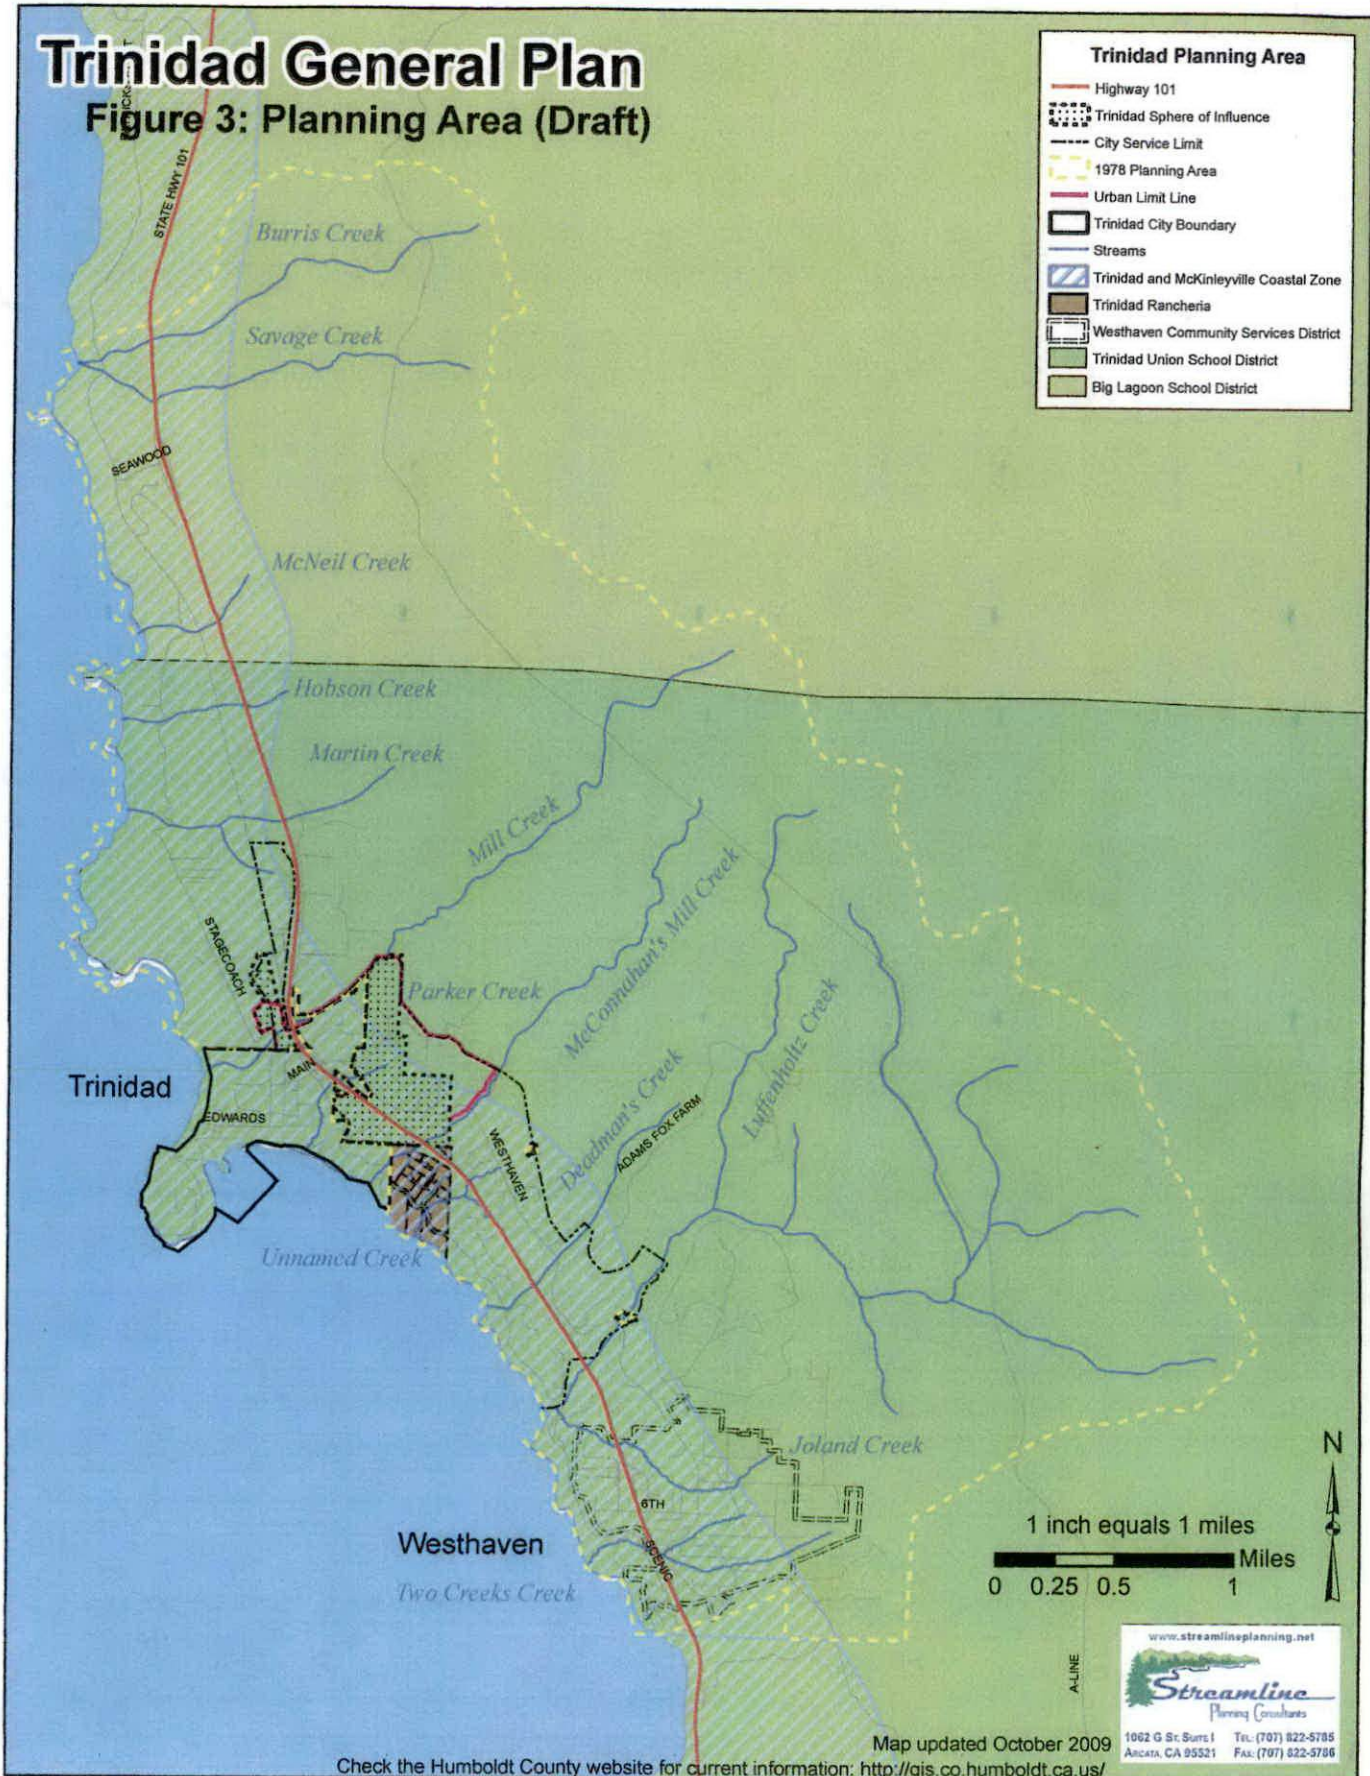 Trinidad General Plan
Figure 3: Planning Area (Draft)
Trinidad Planning Area
Highway 101
Trinidad Sphere of Influence
City Service Limit
1978 Planning Area
Urban Limit Line
Trinidad City Boundary
Streams
Trinidad and McKinleyville Coastal Zone
Trinidad Rancheria
Westhaven Community Services District
Trinidad Union School District
Big Lagoon School District
STATE HWY 101
Burris Creek
Savage Creek
SEAWOOD
McNeil Creek
Hobson Creek
Martin Creek
Mill Creek
McConnahan's Mill Creek
STAGECOACH
Parker Creek
Luffenholtz Creek
Deadman's Creek
Trinidad
MAIN
EDWARDS
ADAMS FOX FARM
WESTHAVEN
Unnamed Creek
Joland Creek
6TH
SCENIC
Westhaven
Two Creeks Creek
N
1 inch equals 1 miles
Miles
0 0.25 0.5 1
A-LINE
www.streamlineplanning.net
Streamline
Planning Consultants
1062 G St. Suite I Tel: (707) 822-5785
Arcata, CA 95521 Fax: (707) 822-5786
Map updated October 2009
Check the Humboldt County website for current information: http://gis.co.humboldt.ca.us/